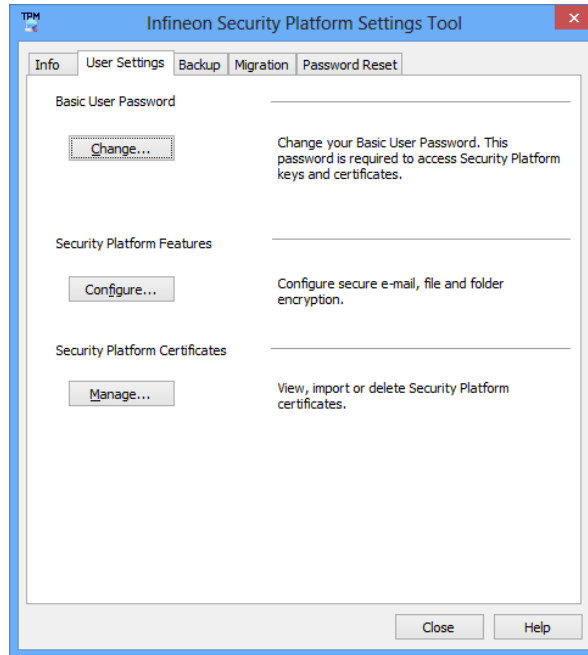 TPM
Infineon Security Platform Settings Tool
Info User Settings Backup Migration Password Reset
Basic User Password
Change...
Change your Basic User Password. This
password is required to access Security Platform
keys and certificates.
Security Platform Features
Configure...
Configure secure e-mail, file and folder
encryption.
Security Platform Certificates
Manage...
View, import or delete Security Platform
certificates.
Close Help